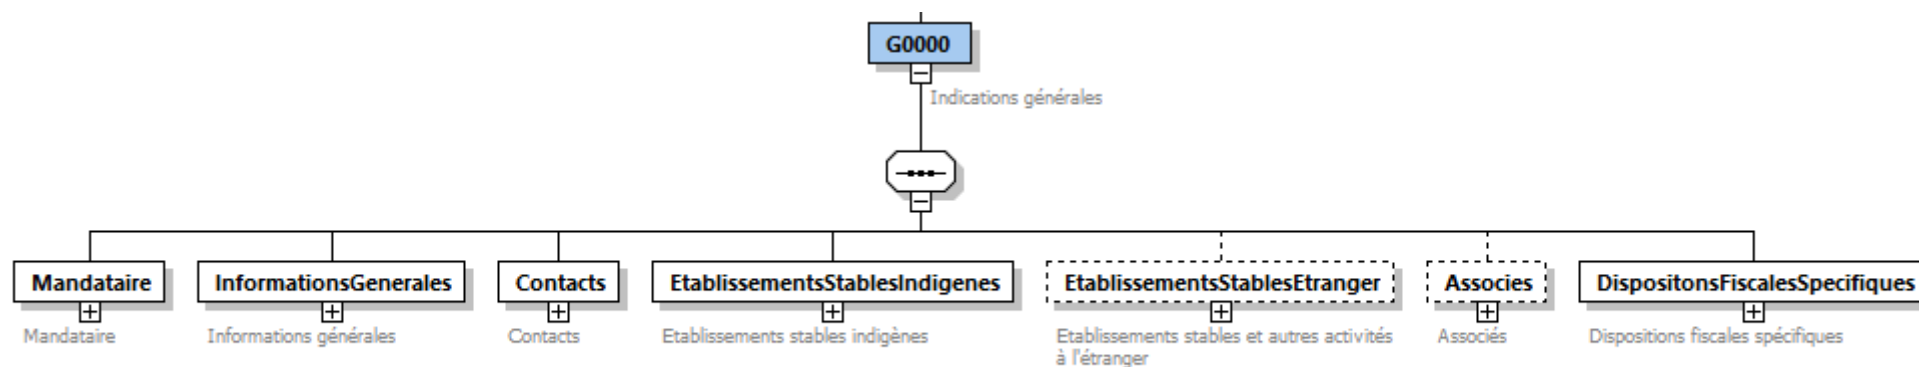 G0000
Indications générales
Mandataire
InformationsGenerales
Contacts
EtablissementsStablesIndigenes
EtablissementsStablesEtranger
Associes
DispositonsFiscalesSpecifiques
Mandataire
Informations générales
Contacts
Etablissements stables indigènes
Etablissements stables et autres activités
à l'étranger
Associés
Dispositions fiscales spécifiques